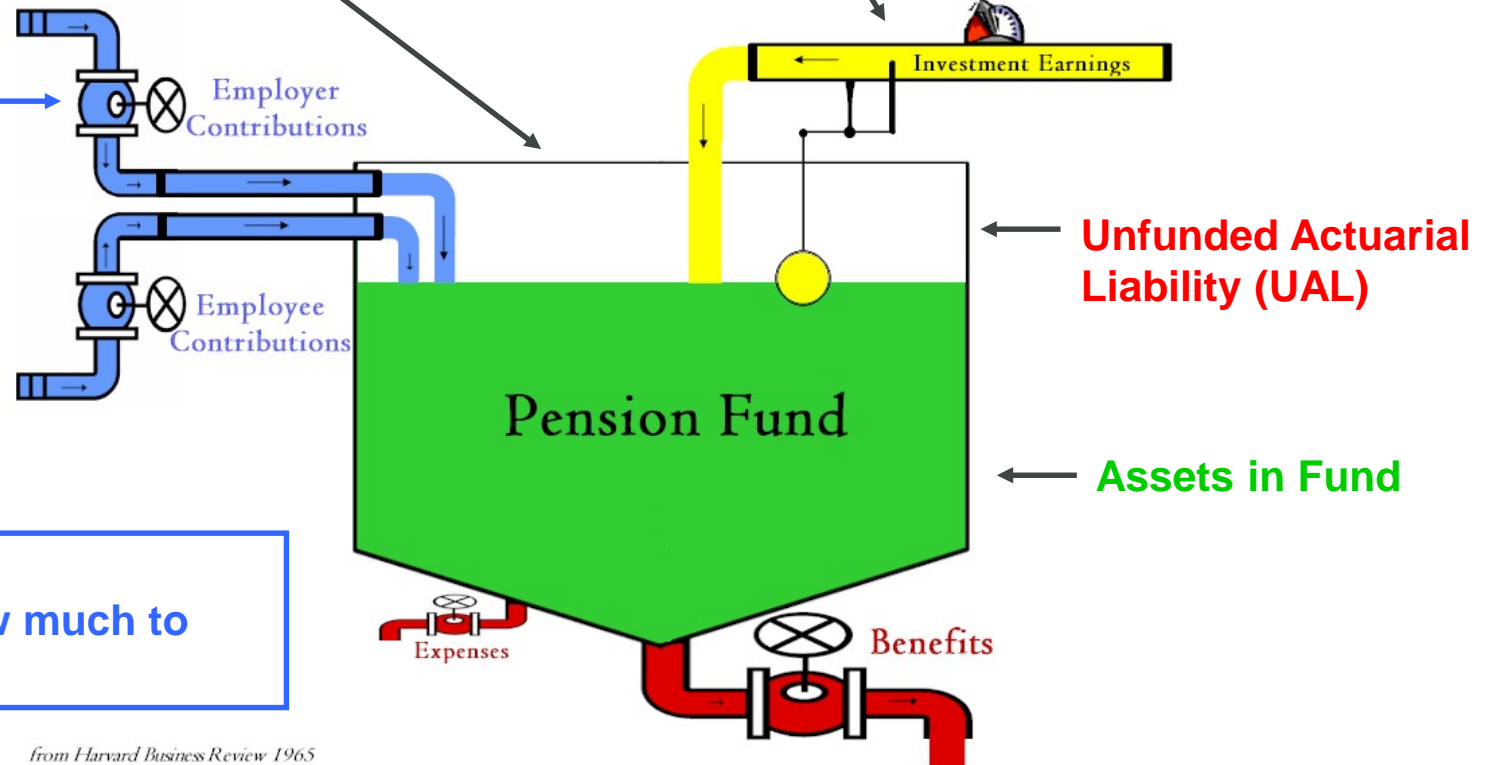 Employer
Contributions
Investment Earnings
Unfunded Actuarial
Liability (UAL)
Employee
Contributions
Pension Fund
Assets in Fund
much to
Expenses
Benefits
from Harvard Business Review 1965